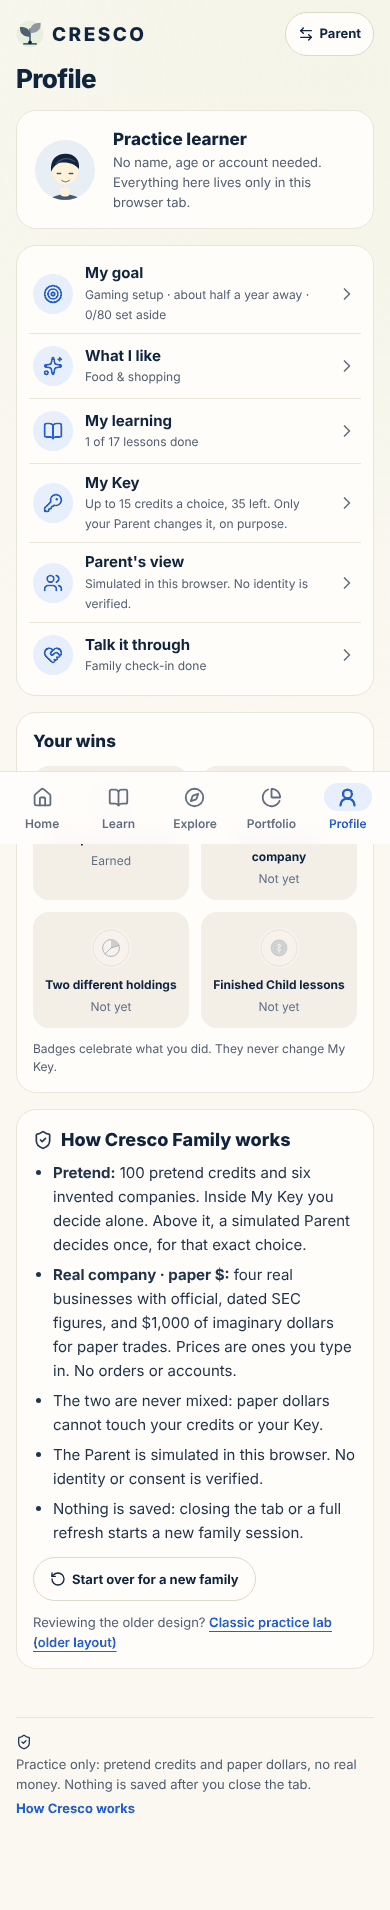 CRESCO
Parent
Profile
Practice learner
No name, age or account needed.
Everything here lives only in this
browser tab.
My goal
Gaming setup · about half a year away ·
0/80 set aside
What I like
Food & shopping
My learning
1 of 17 lessons done
My Key
Up to 15 credits a choice, 35 left. Only
your Parent changes it, on purpose.
Parent's view
Simulated in this browser. No identity is
verified.
Talk it through
Family check-in done
Your wins
Home
Learn
Explore
Portfolio
Profile
Earned
company
Not yet
Two different holdings
Not yet
Finished Child lessons
Not yet
Badges celebrate what you did. They never change My
Key.
How Cresco Family works
• Pretend: 100 pretend credits and six
invented companies. Inside My Key you
decide alone. Above it, a simulated Parent
decides once, for that exact choice.
• Real company · paper $: four real
businesses with official, dated SEC
figures, and $1,000 of imaginary dollars
for paper trades. Prices are ones you type
in. No orders or accounts.
• The two are never mixed: paper dollars
cannot touch your credits or your Key.
• The Parent is simulated in this browser. No
identity or consent is verified.
• Nothing is saved: closing the tab or a full
refresh starts a new family session.
Start over for a new family
Reviewing the older design? Classic practice lab
(older layout)
Practice only: pretend credits and paper dollars, no real
money. Nothing is saved after you close the tab.
How Cresco works